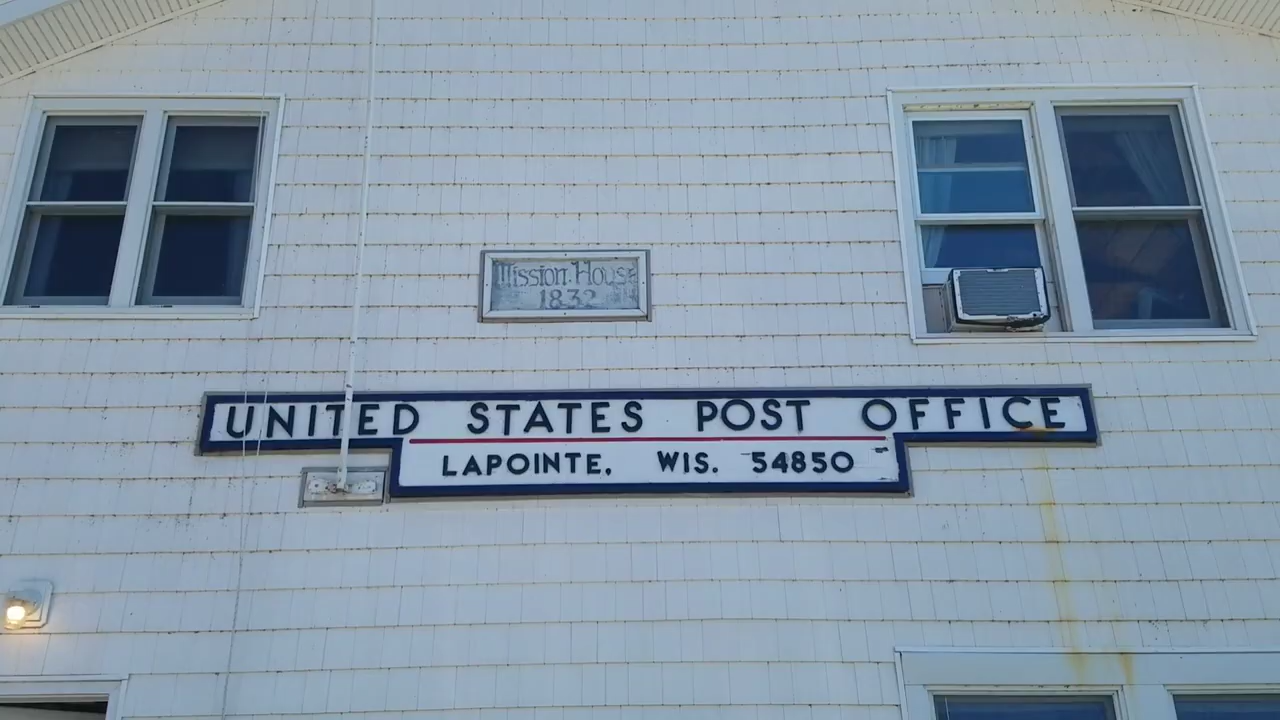 Mission House
1832
UNITED STATES POST OFFICE
LAPOINTE, WIS. 54850